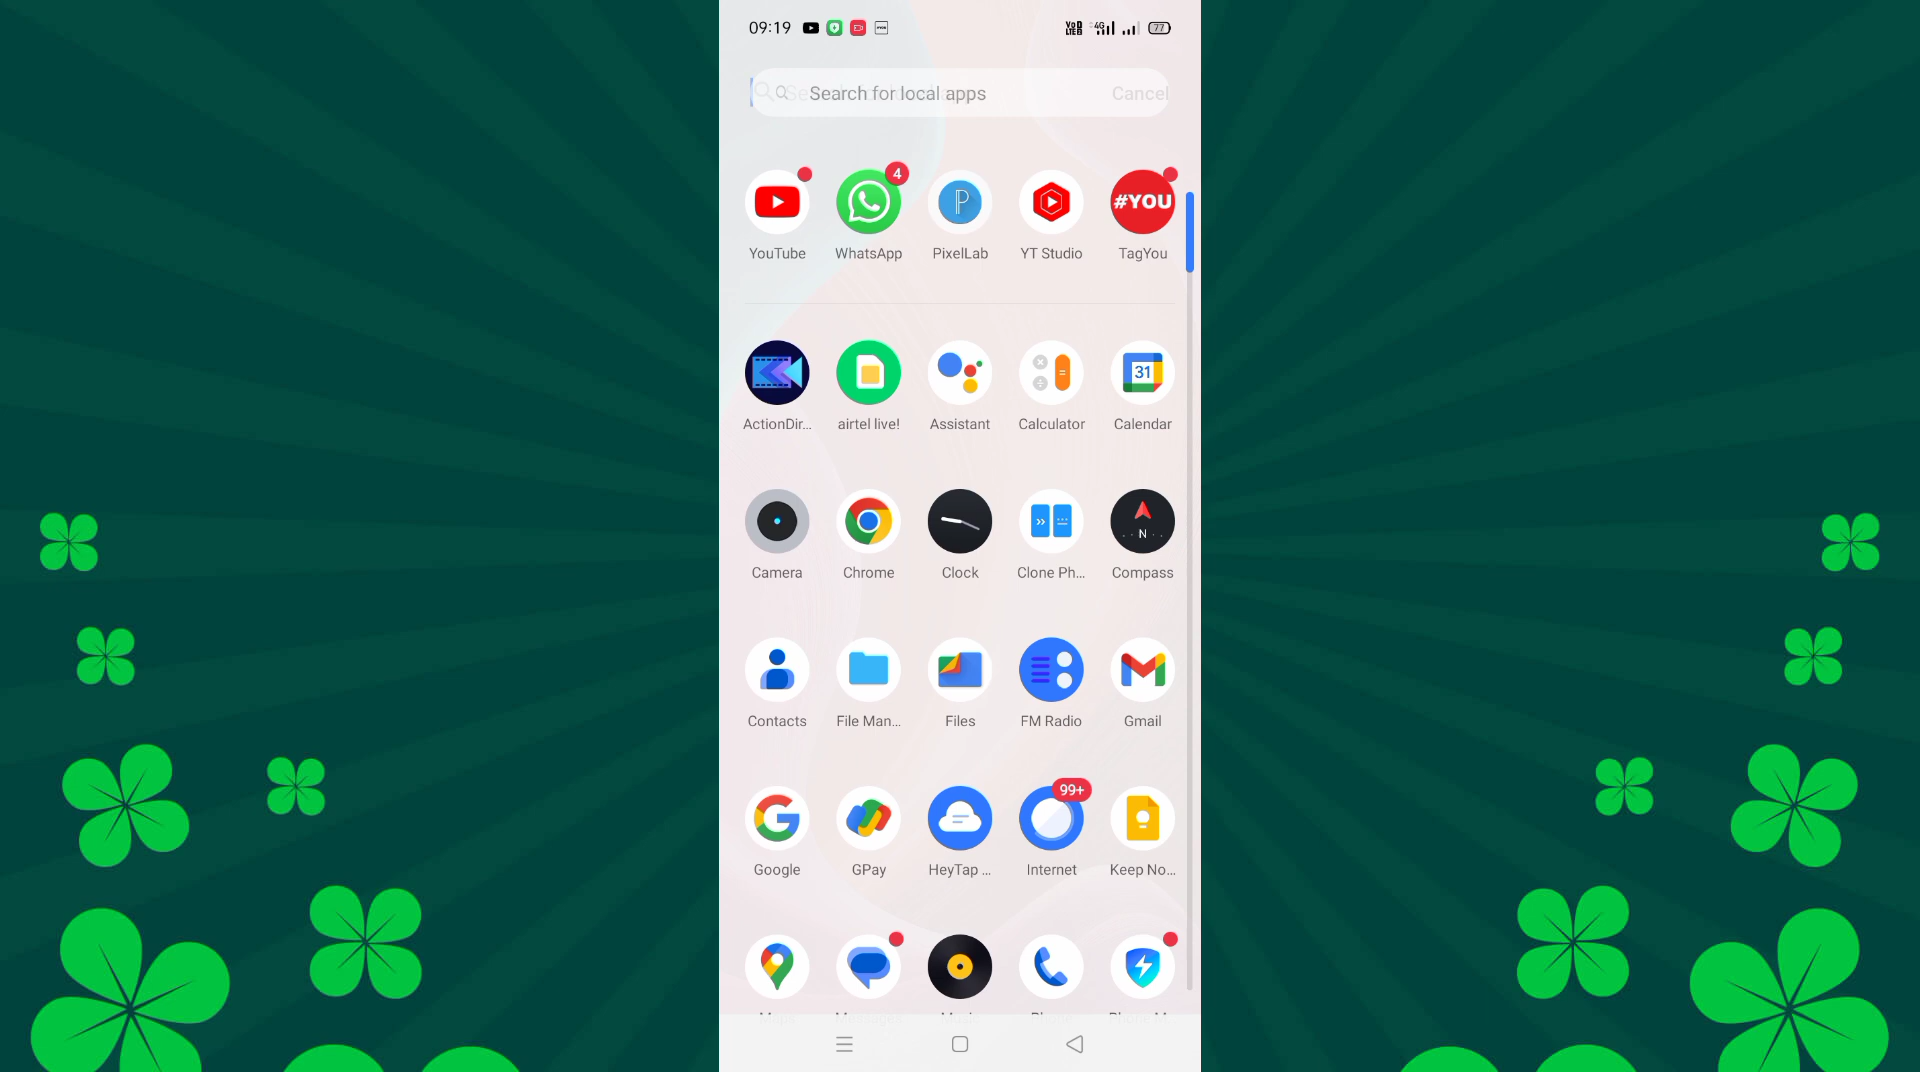 09:19
4G
77
Search for local apps
Cancel
4
#YOU
YouTube
WhatsApp
PixelLab
YT Studio
TagYou
31
ActionDir...
airtel live!
Assistant
Calculator
Calendar
N
Camera
Chrome
Clock
Clone Ph...
Compass
Contacts
File Man...
Files
FM Radio
Gmail
99+
Google
GPay
HeyTap ...
Internet
Keep No...